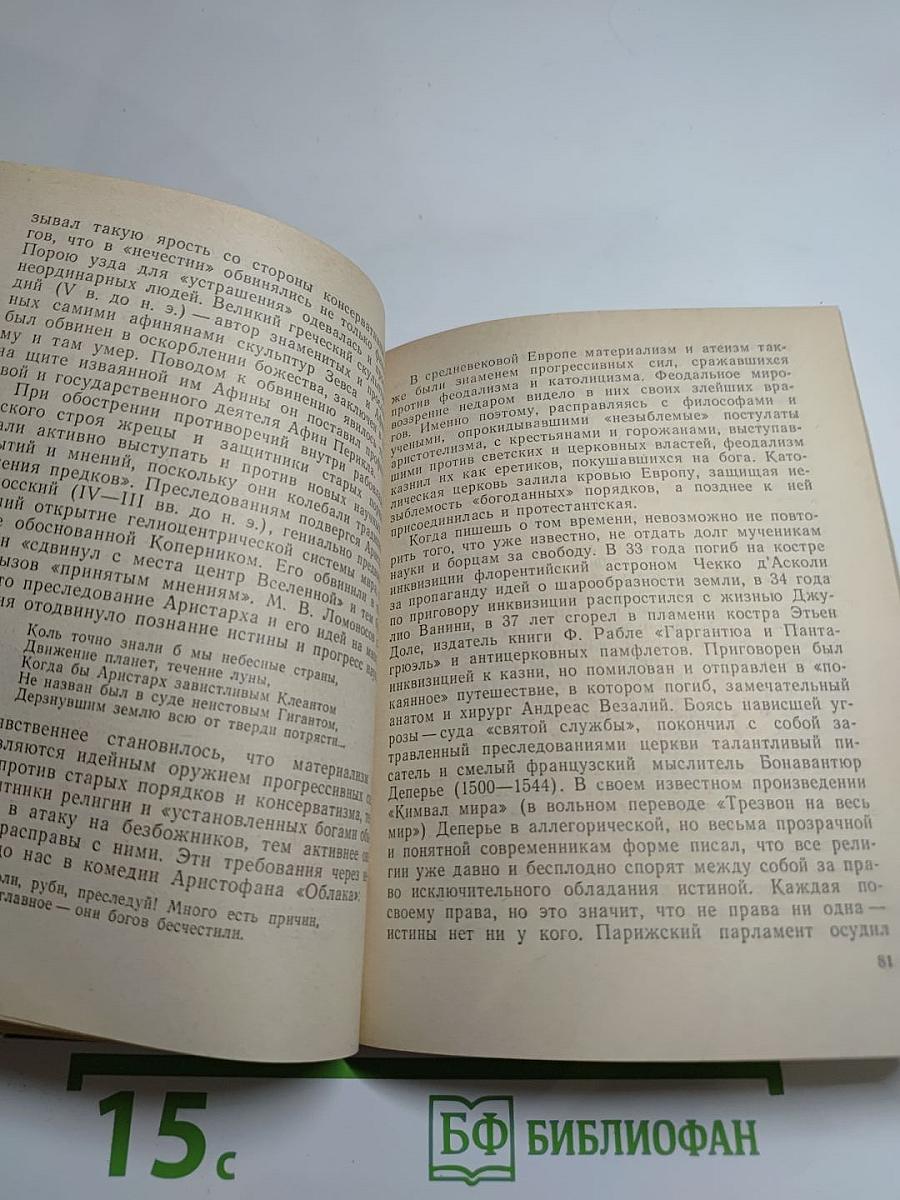 зывал такую ярость со стороны
гов, что в «нечестии» обвинялись не только
Порою узда для «устрашения» одевалась и
неординарных людей. Великий греческий
дий (V в. до н. э.) — автор знаменитых и
ных самими афинянами скульптур Зевса и
был обвинен в оскорблении божества, заключен
му и там умер. Поводом к обвинению явилось
на щите изваянной им Афины он поставил
вой и государственного деятеля Афин Перикла
При обострении противоречий внутри
ского строя жрецы и защитники старых
али активно выступать и против новых
ытий и мнений, поскольку они колебали
ения предков». Преследованиям подвергся
осский (IV—III вв. до н. э.), гениально
ий открытие гелиоцентрической системы мира,
е обоснованной Коперником. Его обвинили в
н «сдвинул с места центр Вселенной» и тем
ызов «принятым мнениям». М. В. Ломоносов
то преследование Аристарха и его идей на
ия отодвинуло познание истины и прогресс
Коль точно знали б мы небесные страны,
Движение планет, течение луны,
Когда бы Аристарх завистливым Клеантом
Не назван был в суде неистовым Гигантом,
Дерзнувшим землю всю от тверди потрясти...
нвственнее становилось, что материализм
вляются идейным оружием прогрессивных
против старых порядков и консерватизма,
итники религии и «установленных богами
в атаку на безбожников, тем активнее
расправы с ними. Эти требования через
до нас в комедии Аристофана «Облака»:
оли, руби, преследуй! Много есть причин,
главное — они богов бесчестили.
В средневековой Европе материализм и атеизм так-
же были знаменем прогрессивных сил, сражавшихся
против феодализма и католицизма. Феодальное миро-
воззрение недаром видело в них своих злейших вра-
гов. Именно поэтому, расправляясь с философами и
учеными, опрокидывавшими «незыблемые» постулаты
аристотелизма, с крестьянами и горожанами, выступав-
шими против светских и церковных властей, феодализм
казнил их как еретиков, покушавшихся на бога. Като-
лическая церковь залила кровью Европу, защищая не-
зыблемость «богоданных» порядков, а позднее к ней
присоединилась и протестантская.
Когда пишешь о том времени, невозможно не повто-
рить того, что уже известно, не отдать долг мученикам
науки и борцам за свободу. В 33 года погиб на костре
инквизиции флорентийский астроном Чекко д'Асколи
за пропаганду идеи о шарообразности земли, в 34 года
по приговору инквизиции распростился с жизнью Джу-
лио Ванини, в 37 лет сгорел в пламени костра Этьен
Доле, издатель книги Ф. Рабле «Гаргантюа и Панта-
грюэль» и антицерковных памфлетов. Приговорен был
инквизицией к казни, но помилован и отправлен в «по-
каянное» путешествие, в котором погиб, замечательный
анатом и хирург Андреас Везалий. Боясь нависшей уг-
розы — суда «святой службы», покончил с собой за-
травленный преследованиями церкви талантливый пи-
сатель и смелый французский мыслитель Бонавантюр
Деперье (1500—1544). В своем известном произведении
«Кимвал мира» (в вольном переводе «Трезвон на весь
мир») Деперье в аллегорической, но весьма прозрачной
и понятной современникам форме писал, что все рели-
гии уже давно и бесплодно спорят между собой за пра-
во исключительного обладания истиной. Каждая по-
своему права, но это значит, что не права ни одна —
истины нет ни у кого. Парижский парламент осудил
81
15 с
БФ БИБЛИОФАН